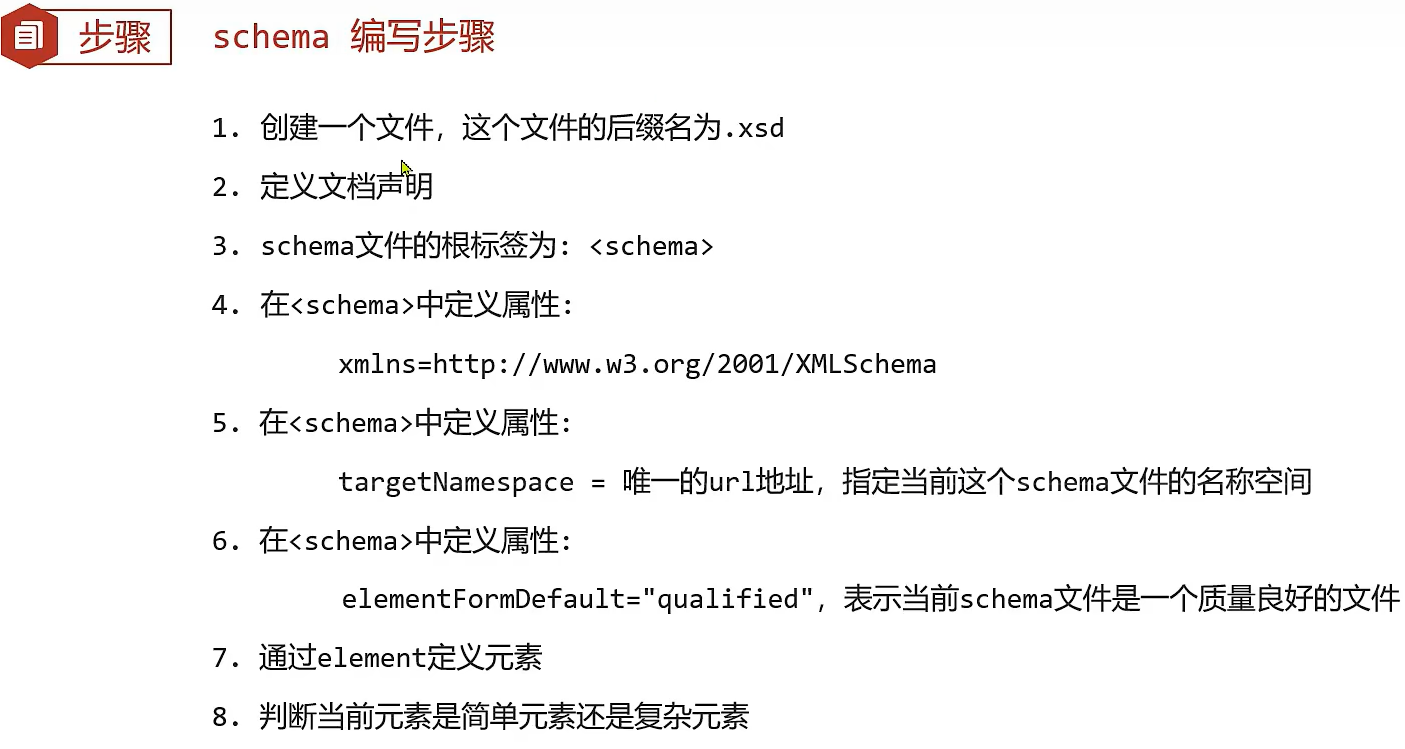 步骤 schema 编写步骤
1. 创建一个文件，这个文件的后缀名为.xsd
2. 定义文档声明
3. schema文件的根标签为: <schema>
4. 在<schema>中定义属性:
xmlns=http://www.w3.org/2001/XMLSchema
5. 在<schema>中定义属性:
targetNamespace = 唯一的url地址，指定当前这个schema文件的名称空间
6. 在<schema>中定义属性:
elementFormDefault="qualified"，表示当前schema文件是一个质量良好的文件
7. 通过element定义元素
8. 判断当前元素是简单元素还是复杂元素